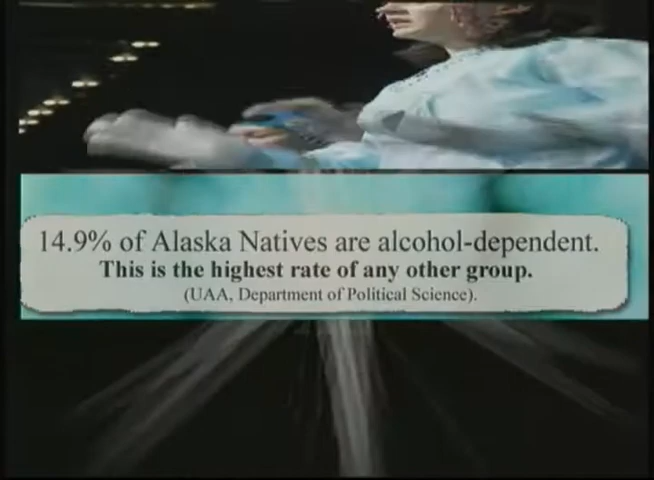 14.9% of Alaska Natives are alcohol-dependent.
This is the highest rate of any other group.
(UAA, Department of Political Science).